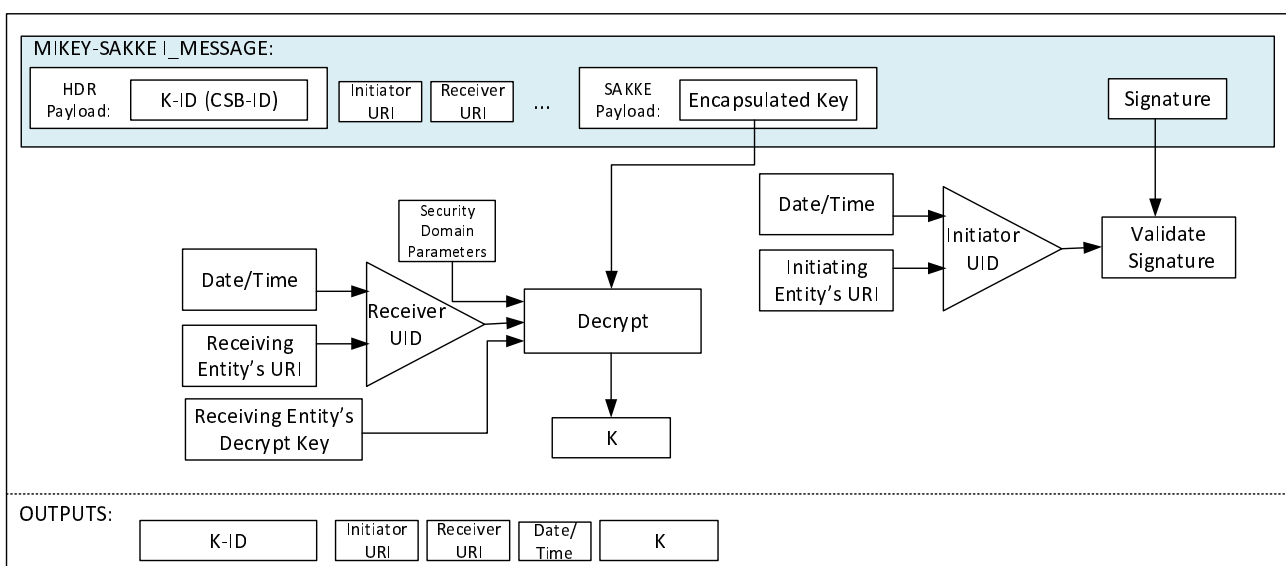 MIKEY-SAKKE I_MESSAGE:
HDR
Payload:
K-ID (CSB-ID)
Initiator
URI
Receiver
URI
...
SAKKE
Payload:
Encapsulated Key
Signature
Security
Domain
Parameters
Date/Time
Receiving
Entity's URI
Receiver
UID
Receiving Entity's
Decrypt Key
Decrypt
K
Date/Time
Initiating
Entity's URI
Initiator
UID
Validate
Signature
OUTPUTS:
K-ID
Initiator
URI
Receiver
URI
Date/
Time
K